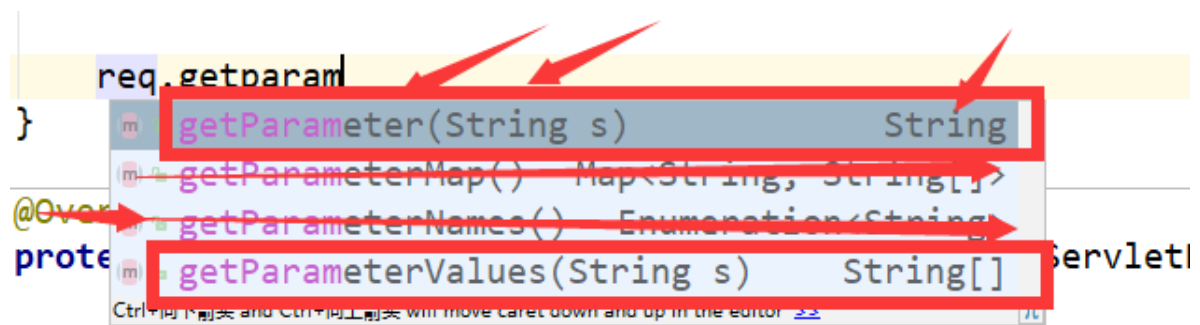 req.getparam
} m getParameter(String s) String
m getParameterMap() Map<String, String[]>
@Over m getParameterNames() Enumeration<String>
prote m getParameterValues(String s) String[] Servlet
Ctrl+向下箭头 and Ctrl+向上箭头 will move caret down and up in the editor >> π